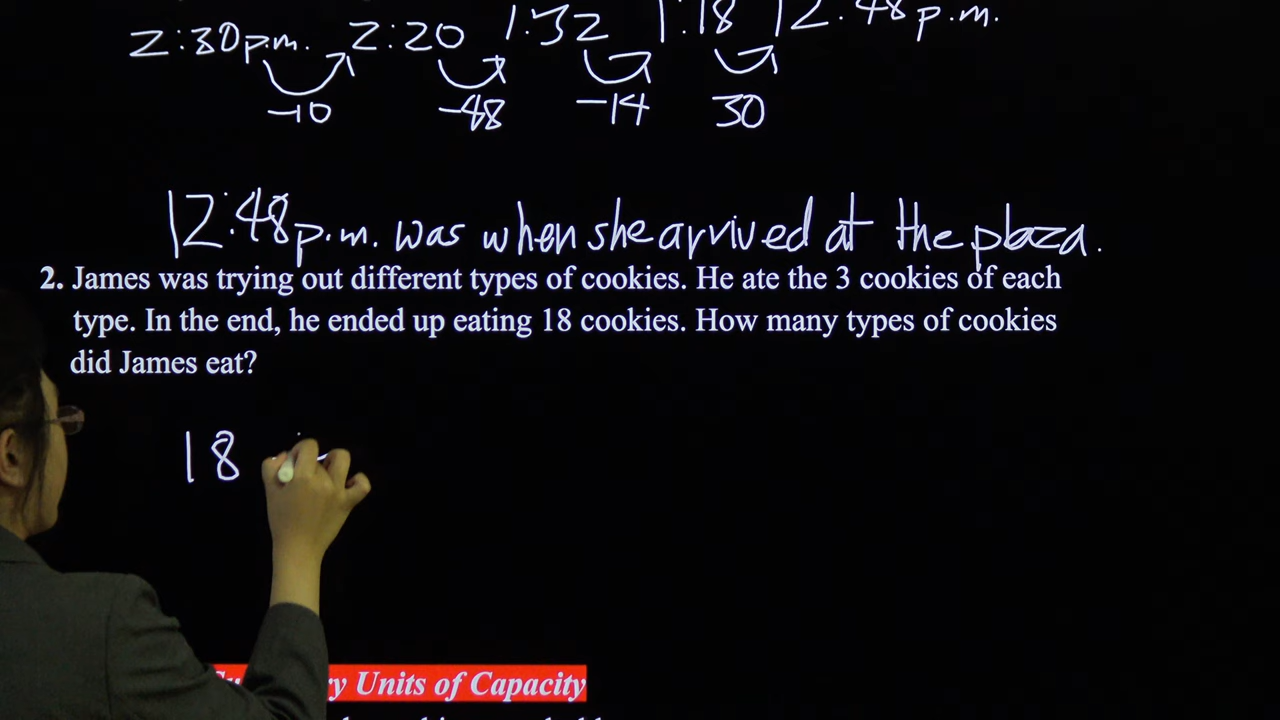 2:30p.m. 2:20 1:32 1:18 12:48p.m.
-10 -48 -14 30
12:48p.m. was when she arrived at the plaza.
2. James was trying out different types of cookies. He ate the 3 cookies of each
type. In the end, he ended up eating 18 cookies. How many types of cookies
did James eat?
18
Units of Capacity